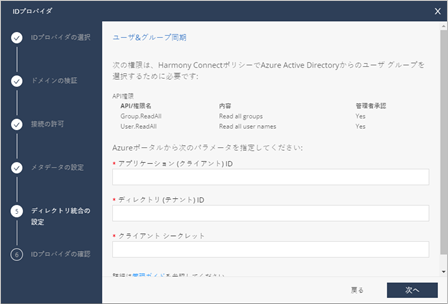 IDプロバイダ
IDプロバイダの選択
ドメインの検証
接続の許可
メタデータの設定
5 ディレクトリ統合の
設定
6 IDプロバイダの確認
ユーザ&グループ同期
次の権限は、Harmony ConnectポリシーでAzure Active Directoryからのユーザ グループを
選択するために必要です:
API権限
API/権限名 内容 管理者承認
Group.ReadAll Read all groups Yes
User.ReadAll Read all user names Yes
Azureポータルから次のパラメータを指定してください:
* アプリケーション (クライアント) ID
* ディレクトリ (テナント) ID
* クライアント シークレット
戻る
次へ